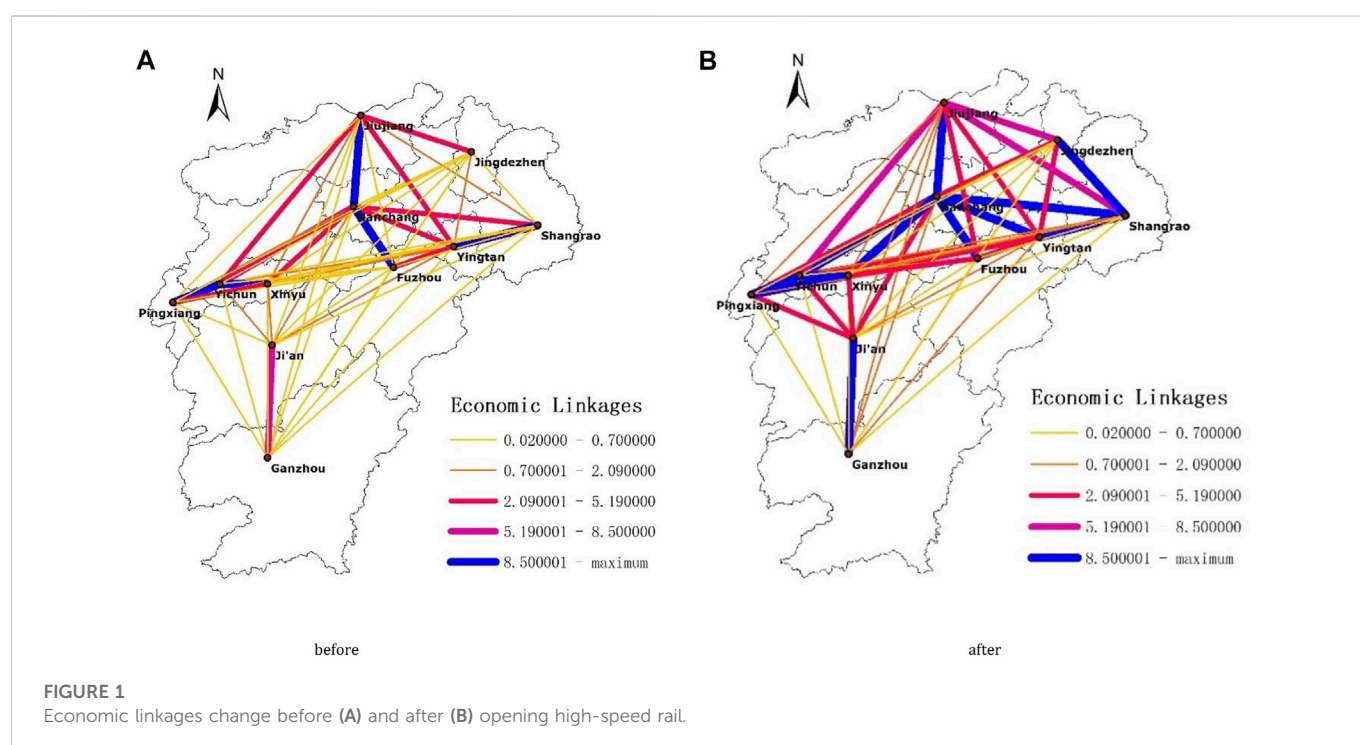 A
N
Jiujiang
Jingdezhen
Nanchang
Shangrao
Yingtan
Fuzhou
Yichun
Xinyu
Pingxiang
Ji'an
Ganzhou
Economic Linkages
0.020000 - 0.700000
0.700001 - 2.090000
2.090001 - 5.190000
5.190001 - 8.500000
8.500001 - maximum
before
B
N
Jiujiang
Jingdezhen
Nanchang
Shangrao
Yingtan
Fuzhou
Yichun
Xinyu
Pingxiang
Ji'an
Ganzhou
Economic Linkages
0.020000 - 0.700000
0.700001 - 2.090000
2.090001 - 5.190000
5.190001 - 8.500000
8.500001 - maximum
after
FIGURE 1
Economic linkages change before (A) and after (B) opening high-speed rail.